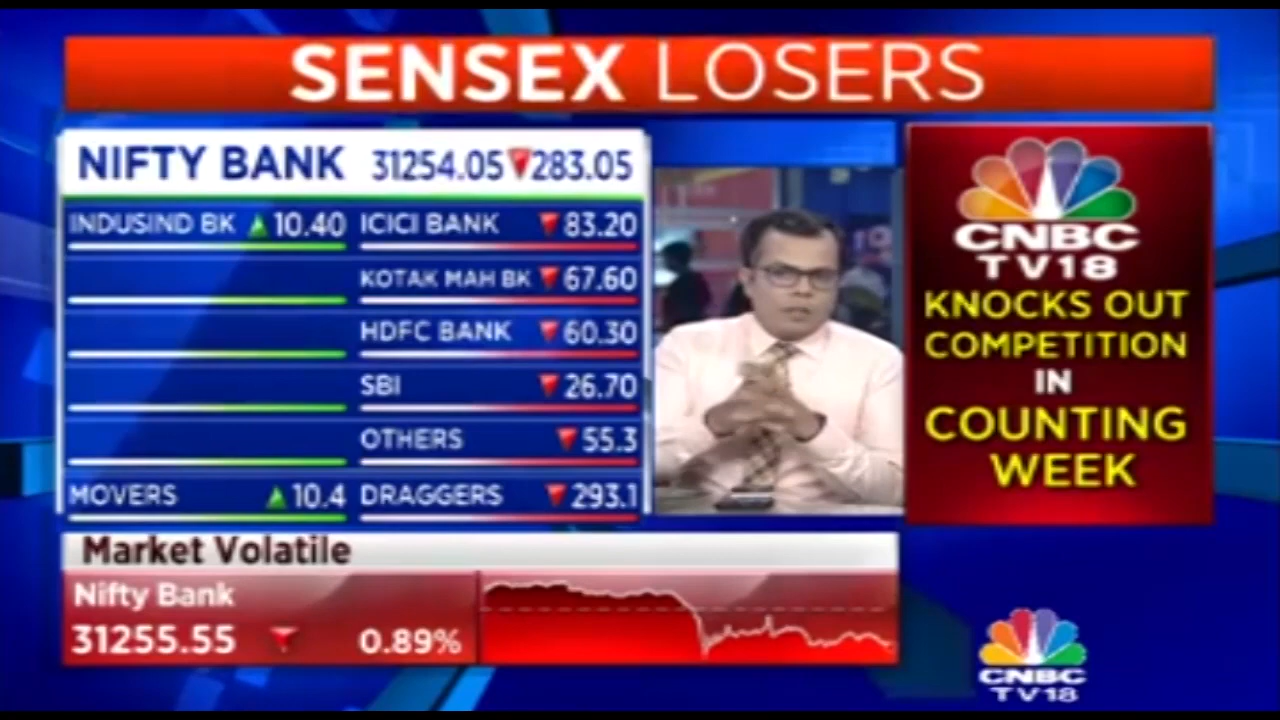 SENSEX LOSERS
NIFTY BANK 31254.05 ▼ 283.05
INDUSIND BK ▲ 10.40 ICICI BANK ▼ 83.20
KOTAK MAH BK ▼ 67.60
HDFC BANK ▼ 60.30
SBI ▼ 26.70
OTHERS ▼ 55.3
MOVERS ▲ 10.4 DRAGGERS ▼ 293.1
Market Volatile
Nifty Bank
31255.55 ▼ 0.89%
CNBC
TV18
KNOCKS OUT
COMPETITION
IN
COUNTING
WEEK
CNBC
TV18